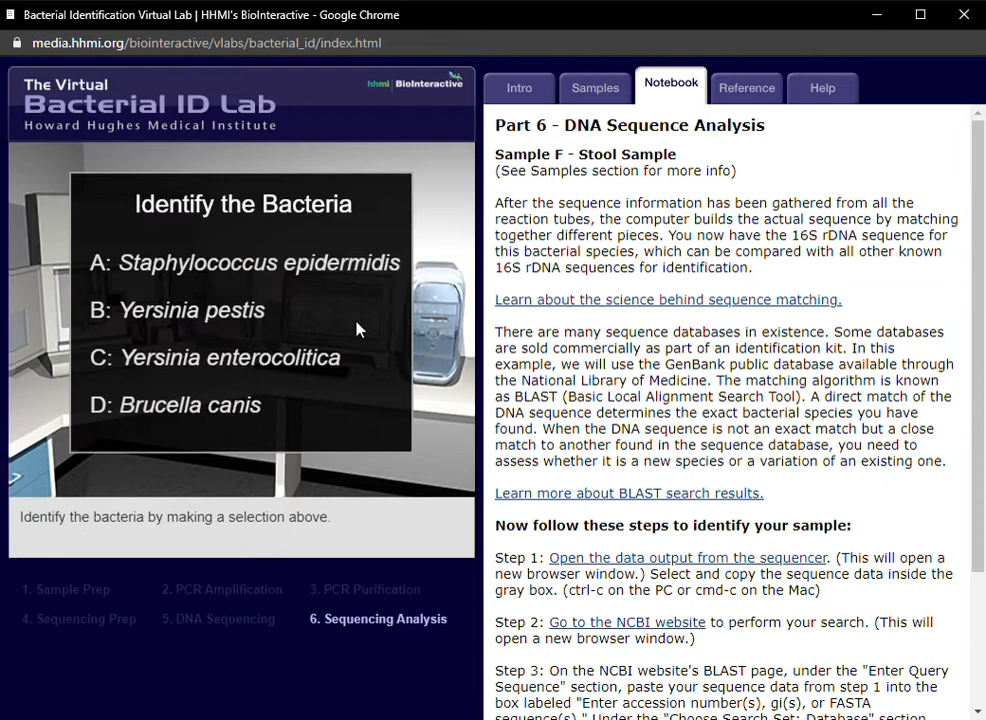 Bacterial Identification Virtual Lab | HHMI's BioInteractive - Google Chrome
media.hhmi.org/biointeractive/vlabs/bacterial_id/index.html
The Virtual
Bacterial ID Lab
Howard Hughes Medical Institute
hhmi BioInteractive
Identify the Bacteria
A: Staphylococcus epidermidis
B: Yersinia pestis
C: Yersinia enterocolitica
D: Brucella canis
Identify the bacteria by making a selection above.
1. Sample Prep
2. PCR Amplification
3. PCR Purification
4. Sequencing Prep
5. DNA Sequencing
6. Sequencing Analysis
Intro
Samples
Notebook
Reference
Help
Part 6 - DNA Sequence Analysis
Sample F - Stool Sample
(See Samples section for more info)
After the sequence information has been gathered from all the
reaction tubes, the computer builds the actual sequence by matching
together different pieces. You now have the 16S rDNA sequence for
this bacterial species, which can be compared with all other known
16S rDNA sequences for identification.
Learn about the science behind sequence matching.
There are many sequence databases in existence. Some databases
are sold commercially as part of an identification kit. In this
example, we will use the GenBank public database available through
the National Library of Medicine. The matching algorithm is known
as BLAST (Basic Local Alignment Search Tool). A direct match of the
DNA sequence determines the exact bacterial species you have
found. When the DNA sequence is not an exact match but a close
match to another found in the sequence database, you need to
assess whether it is a new species or a variation of an existing one.
Learn more about BLAST search results.
Now follow these steps to identify your sample:
Step 1: Open the data output from the sequencer. (This will open a
new browser window.) Select and copy the sequence data inside the
gray box. (ctrl-c on the PC or cmd-c on the Mac)
Step 2: Go to the NCBI website to perform your search. (This will
open a new browser window.)
Step 3: On the NCBI website's BLAST page, under the "Enter Query
Sequence" section, paste your sequence data from step 1 into the
box labeled "Enter accession number(s), gi(s), or FASTA
sequence(s)." Under the "Choose Search Set: Database" section